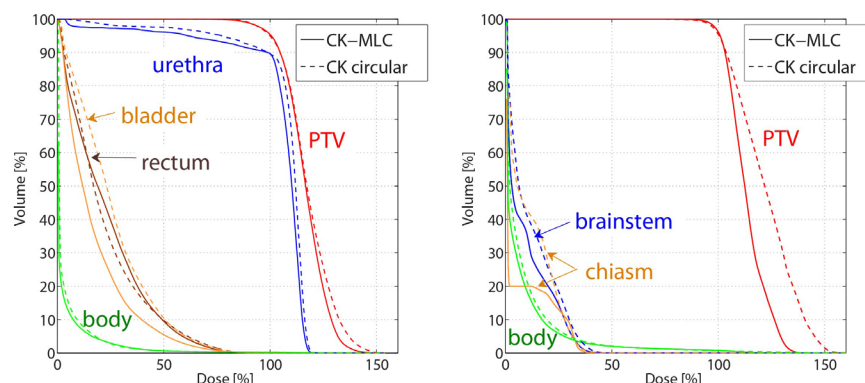 100
90
80
70
60
50
40
30
20
10
0
Volume [%]
0
50
100
150
Dose [%]
CK−MLC
CK circular
urethra
bladder
rectum
PTV
body
100
90
80
70
60
50
40
30
20
10
0
Volume [%]
0
50
100
150
Dose [%]
CK−MLC
CK circular
PTV
brainstem
chiasm
body